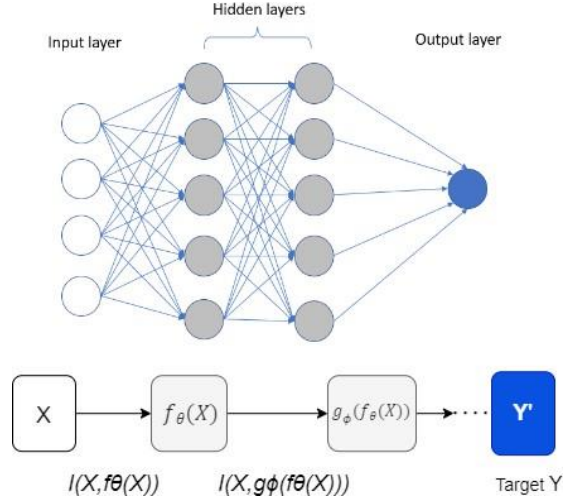 Hidden layers
Input layer
Output layer
X
fθ(X)
gϕ(fθ(X))
Y'
I(X,fθ(X))
I(X,gϕ(fθ(X)))
Target Y